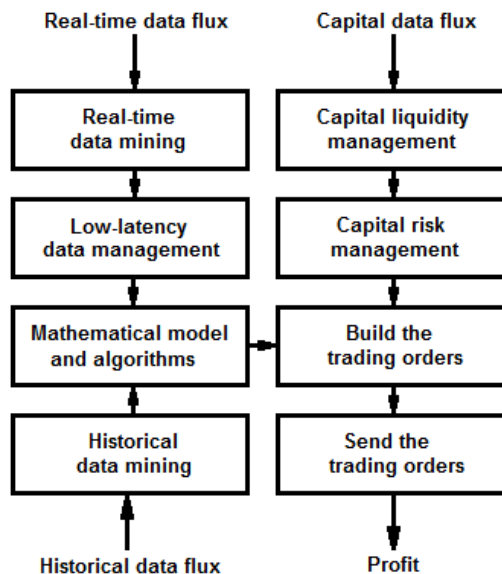 Real-time data flux
Capital data flux
Real-time
data mining
Capital liquidity
management
Low-latency
data management
Capital risk
management
Mathematical model
and algorithms
Build the
trading orders
Historical
data mining
Send the
trading orders
Historical data flux
Profit